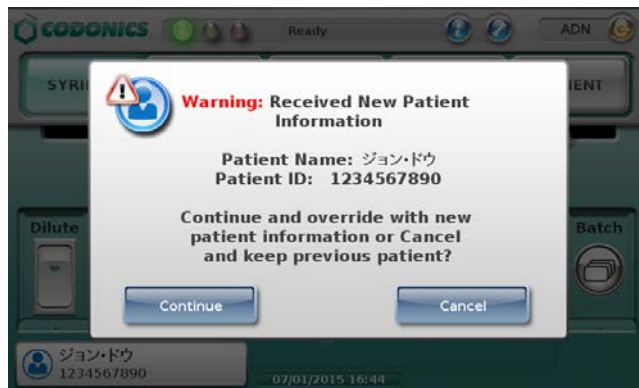 CODONICS
Ready
ADN
SYRI
IENT
Warning: Received New Patient
Information
Patient Name: ジョン・ドウ
Patient ID: 1234567890
Continue and override with new
patient information or Cancel
and keep previous patient?
Dilute
Batch
Continue
Cancel
ジョン・ドウ
1234567890
07/01/2015 16:44